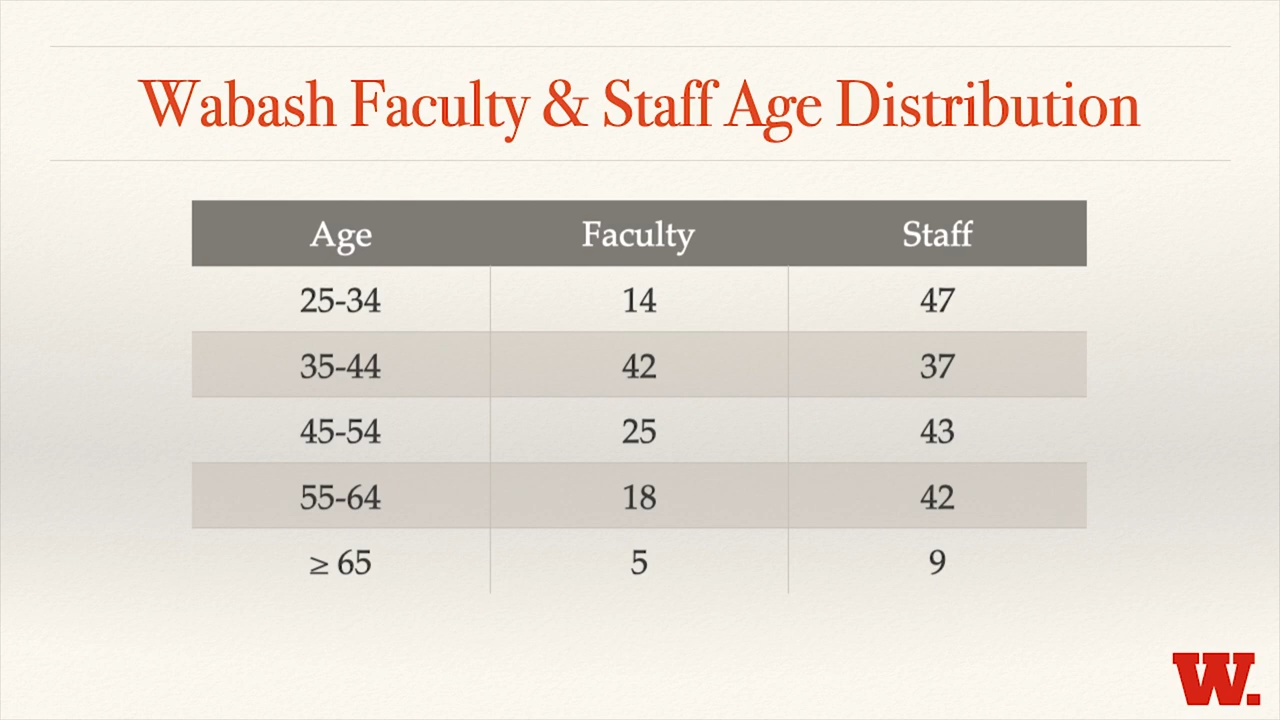 Wabash Faculty & Staff Age Distribution
Age Faculty Staff
25-34 14 47
35-44 42 37
45-54 25 43
55-64 18 42
≥ 65 5 9
W.